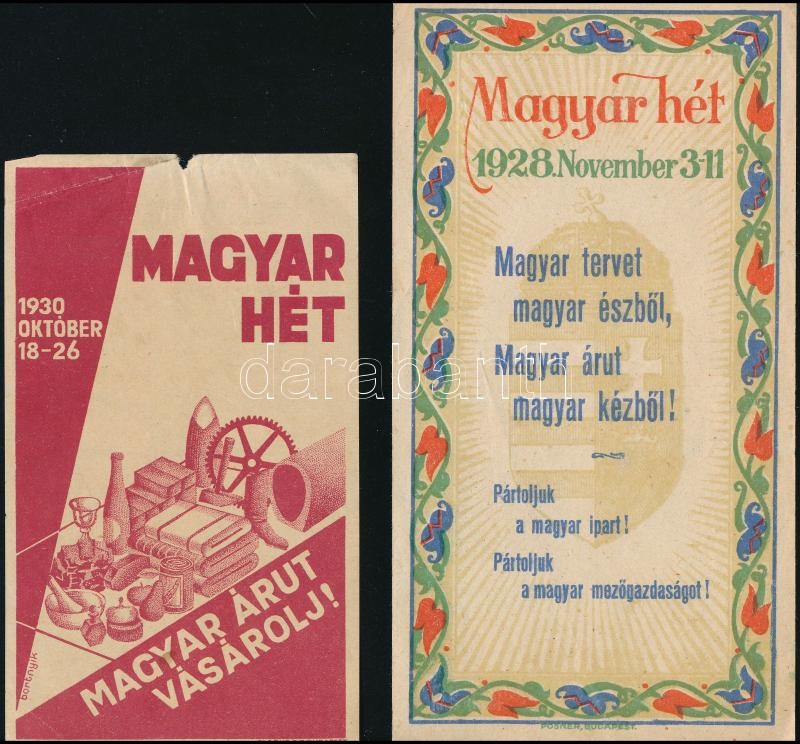 MAGYAR
HÉT
1930
OKTÓBER
18-26
MAGYAR ÁRUT
VÁSÁROLJ!
bortnyik
Magyar hét
1928. November 3-11
Magyar tervet
magyar észből,
Magyar árut
magyar kézből!
Pártoljuk
a magyar ipart!
Pártoljuk
a magyar mezőgazdaságot!
POSNER, BUDAPEST.
darabanth